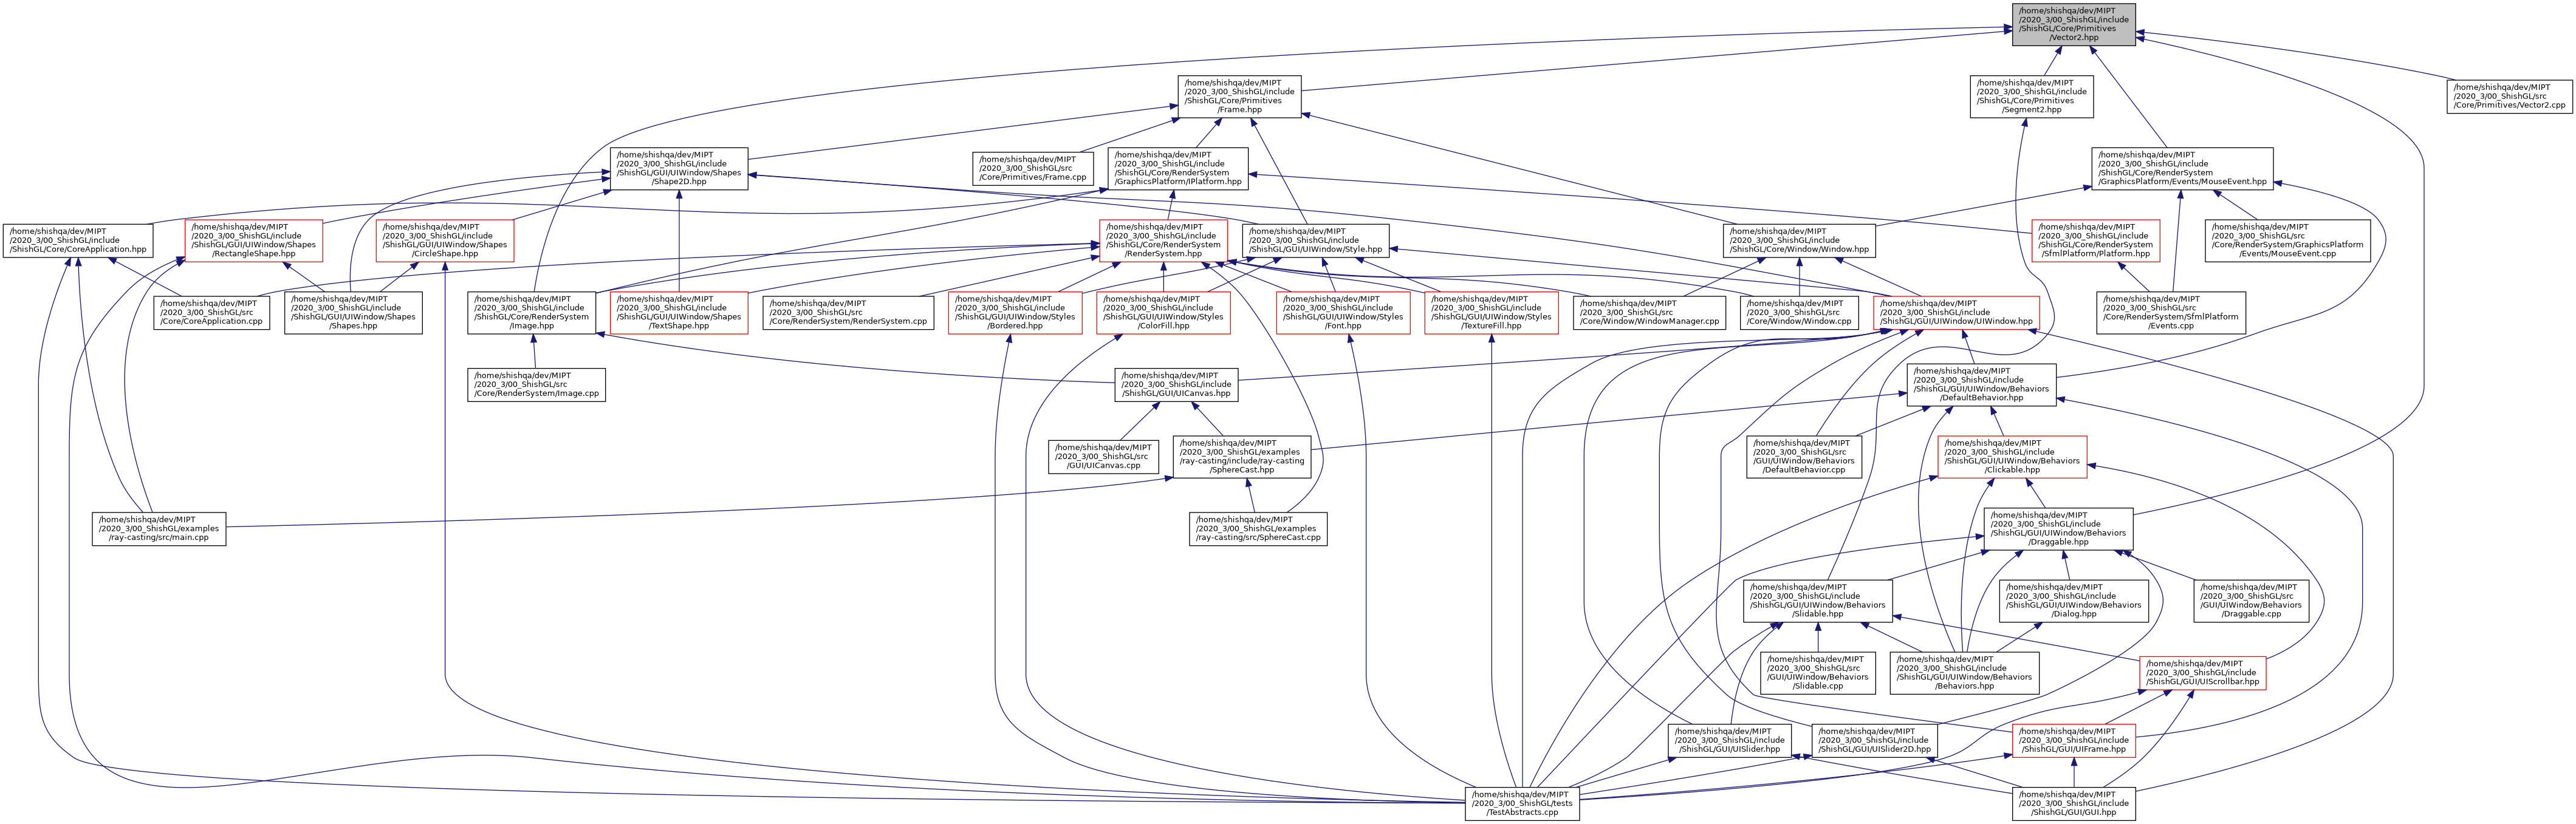 /home/shishqa/dev/MIPT
/2020_3/00_ShishGL/include
/ShishGL/Core/Primitives
/Vector2.hpp
/home/shishqa/dev/MIPT
/2020_3/00_ShishGL/include
/ShishGL/Core/Primitives
/Frame.hpp
/home/shishqa/dev/MIPT
/2020_3/00_ShishGL/include
/ShishGL/Core/Primitives
/Segment2.hpp
/home/shishqa/dev/MIPT
/2020_3/00_ShishGL/src
/Core/Primitives/Vector2.cpp
/home/shishqa/dev/MIPT
/2020_3/00_ShishGL/include
/ShishGL/GUI/UIWindow/Shapes
/Shape2D.hpp
/home/shishqa/dev/MIPT
/2020_3/00_ShishGL/src
/Core/Primitives/Frame.cpp
/home/shishqa/dev/MIPT
/2020_3/00_ShishGL/include
/ShishGL/Core/RenderSystem
/GraphicsPlatform/IPlatform.hpp
/home/shishqa/dev/MIPT
/2020_3/00_ShishGL/include
/ShishGL/Core/RenderSystem
/GraphicsPlatform/Events/MouseEvent.hpp
/home/shishqa/dev/MIPT
/2020_3/00_ShishGL/include
/ShishGL/Core/CoreApplication.hpp
/home/shishqa/dev/MIPT
/2020_3/00_ShishGL/include
/ShishGL/GUI/UIWindow/Shapes
/RectangleShape.hpp
/home/shishqa/dev/MIPT
/2020_3/00_ShishGL/include
/ShishGL/GUI/UIWindow/Shapes
/CircleShape.hpp
/home/shishqa/dev/MIPT
/2020_3/00_ShishGL/include
/ShishGL/Core/RenderSystem
/RenderSystem.hpp
/home/shishqa/dev/MIPT
/2020_3/00_ShishGL/include
/ShishGL/GUI/UIWindow/Style.hpp
/home/shishqa/dev/MIPT
/2020_3/00_ShishGL/include
/ShishGL/Core/Window/Window.hpp
/home/shishqa/dev/MIPT
/2020_3/00_ShishGL/include
/ShishGL/Core/RenderSystem
/SfmlPlatform/Platform.hpp
/home/shishqa/dev/MIPT
/2020_3/00_ShishGL/src
/Core/RenderSystem/GraphicsPlatform
/Events/MouseEvent.cpp
/home/shishqa/dev/MIPT
/2020_3/00_ShishGL/src
/Core/CoreApplication.cpp
/home/shishqa/dev/MIPT
/2020_3/00_ShishGL/include
/ShishGL/GUI/UIWindow/Shapes
/Shapes.hpp
/home/shishqa/dev/MIPT
/2020_3/00_ShishGL/include
/ShishGL/Core/RenderSystem
/Image.hpp
/home/shishqa/dev/MIPT
/2020_3/00_ShishGL/include
/ShishGL/GUI/UIWindow/Shapes
/TextShape.hpp
/home/shishqa/dev/MIPT
/2020_3/00_ShishGL/src
/Core/RenderSystem/RenderSystem.cpp
/home/shishqa/dev/MIPT
/2020_3/00_ShishGL/include
/ShishGL/GUI/UIWindow/Styles
/Bordered.hpp
/home/shishqa/dev/MIPT
/2020_3/00_ShishGL/include
/ShishGL/GUI/UIWindow/Styles
/ColorFill.hpp
/home/shishqa/dev/MIPT
/2020_3/00_ShishGL/include
/ShishGL/GUI/UIWindow/Styles
/Font.hpp
/home/shishqa/dev/MIPT
/2020_3/00_ShishGL/include
/ShishGL/GUI/UIWindow/Styles
/TextureFill.hpp
/home/shishqa/dev/MIPT
/2020_3/00_ShishGL/src
/Core/Window/WindowManager.cpp
/home/shishqa/dev/MIPT
/2020_3/00_ShishGL/src
/Core/Window/Window.cpp
/home/shishqa/dev/MIPT
/2020_3/00_ShishGL/include
/ShishGL/GUI/UIWindow/UIWindow.hpp
/home/shishqa/dev/MIPT
/2020_3/00_ShishGL/src
/Core/RenderSystem/SfmlPlatform
/Events.cpp
/home/shishqa/dev/MIPT
/2020_3/00_ShishGL/src
/Core/RenderSystem/Image.cpp
/home/shishqa/dev/MIPT
/2020_3/00_ShishGL/include
/ShishGL/GUI/UICanvas.hpp
/home/shishqa/dev/MIPT
/2020_3/00_ShishGL/include
/ShishGL/GUI/UIWindow/Behaviors
/DefaultBehavior.hpp
/home/shishqa/dev/MIPT
/2020_3/00_ShishGL/src
/GUI/UICanvas.cpp
/home/shishqa/dev/MIPT
/2020_3/00_ShishGL/examples
/ray-casting/include/ray-casting
/SphereCast.hpp
/home/shishqa/dev/MIPT
/2020_3/00_ShishGL/src
/GUI/UIWindow/Behaviors
/DefaultBehavior.cpp
/home/shishqa/dev/MIPT
/2020_3/00_ShishGL/include
/ShishGL/GUI/UIWindow/Behaviors
/Clickable.hpp
/home/shishqa/dev/MIPT
/2020_3/00_ShishGL/examples
/ray-casting/src/main.cpp
/home/shishqa/dev/MIPT
/2020_3/00_ShishGL/examples
/ray-casting/src/SphereCast.cpp
/home/shishqa/dev/MIPT
/2020_3/00_ShishGL/include
/ShishGL/GUI/UIWindow/Behaviors
/Draggable.hpp
/home/shishqa/dev/MIPT
/2020_3/00_ShishGL/include
/ShishGL/GUI/UIWindow/Behaviors
/Slidable.hpp
/home/shishqa/dev/MIPT
/2020_3/00_ShishGL/include
/ShishGL/GUI/UIWindow/Behaviors
/Dialog.hpp
/home/shishqa/dev/MIPT
/2020_3/00_ShishGL/src
/GUI/UIWindow/Behaviors
/Draggable.cpp
/home/shishqa/dev/MIPT
/2020_3/00_ShishGL/src
/GUI/UIWindow/Behaviors
/Slidable.cpp
/home/shishqa/dev/MIPT
/2020_3/00_ShishGL/include
/ShishGL/GUI/UIWindow/Behaviors
/Behaviors.hpp
/home/shishqa/dev/MIPT
/2020_3/00_ShishGL/include
/ShishGL/GUI/UIScrollbar.hpp
/home/shishqa/dev/MIPT
/2020_3/00_ShishGL/include
/ShishGL/GUI/UISlider.hpp
/home/shishqa/dev/MIPT
/2020_3/00_ShishGL/include
/ShishGL/GUI/UISlider2D.hpp
/home/shishqa/dev/MIPT
/2020_3/00_ShishGL/include
/ShishGL/GUI/UIFrame.hpp
/home/shishqa/dev/MIPT
/2020_3/00_ShishGL/tests
/TestAbstracts.cpp
/home/shishqa/dev/MIPT
/2020_3/00_ShishGL/include
/ShishGL/GUI/GUI.hpp